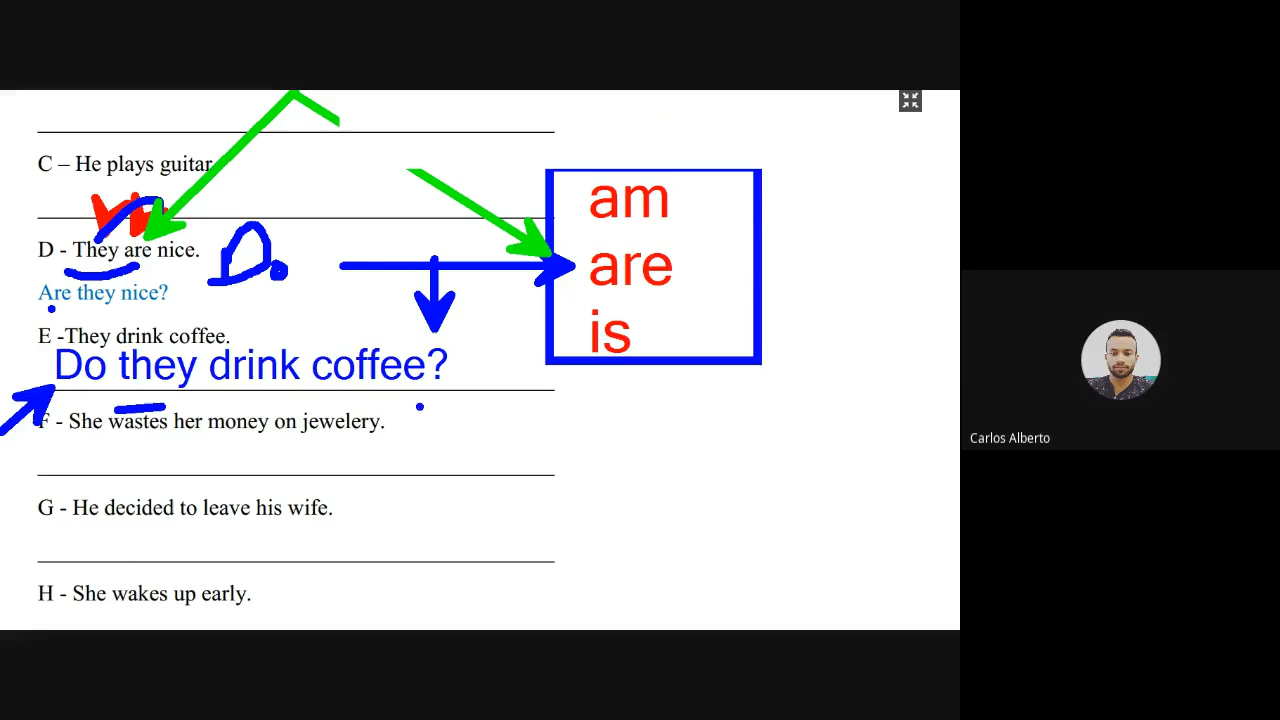 C – He plays guitar.
D - They are nice.
D.
Are they nice?
E -They drink coffee.
Do they drink coffee?
F - She wastes her money on jewelery.
G - He decided to leave his wife.
H - She wakes up early.
am
are
is
Carlos Alberto